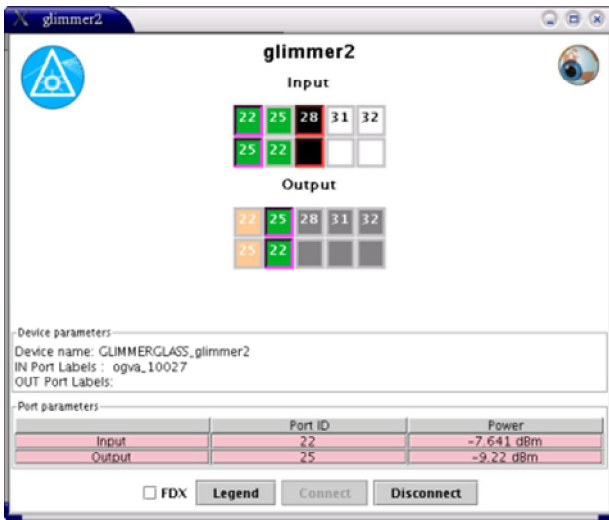 glimmer2
glimmer2
Input
22 25 28 31 32
25 22
Output
22 25 28 31 32
25 22
Device parameters
Device name: GLIMMERGLASS_glimmer2
IN Port Labels : ogva_10027
OUT Port Labels:
Port parameters
Port ID Power
Input 22 -7.641 dBm
Output 25 -9.22 dBm
FDX Legend Connect Disconnect